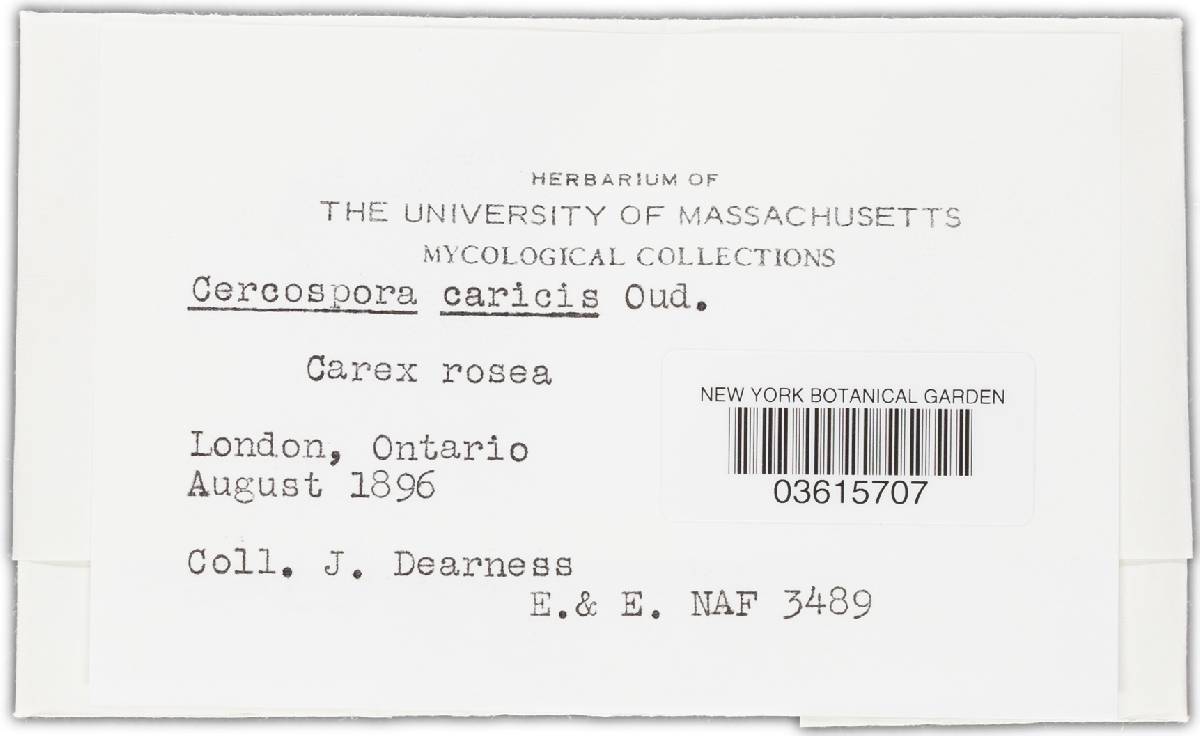 HERBARIUM OF
THE UNIVERSITY OF MASSACHUSETTS
MYCOLOGICAL COLLECTIONS
Cercospora caricis Oud.
Carex rosea
NEW YORK BOTANICAL GARDEN
03615707
London, Ontario
August 1896
Coll. J. Dearness
E.& E. NAF 3489